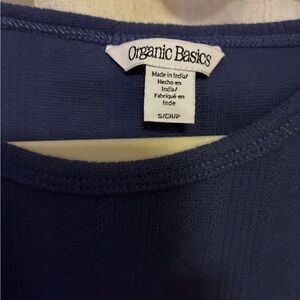 Organic Basics
Made in India/
Hecho en
India/
Fabriqué en
Inde
S/CH/P